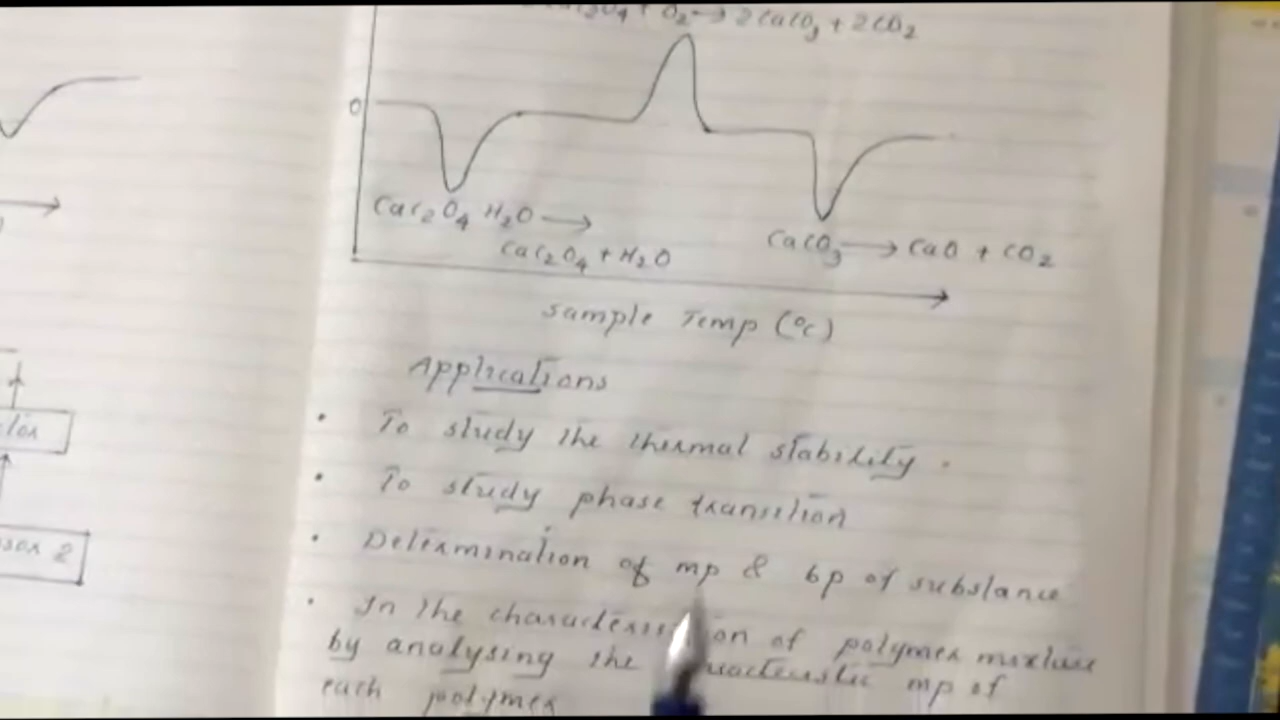 O₂ → 2CaCO₃ + 2CO₂
0
CaC₂O₄ H₂O →
CaC₂O₄ + H₂O
CaCO₃ → CaO + CO₂
Sample Temp (°C)
Applications
• To study the thermal stability.
• To study phase transition
• Determination of mp & bp of substance
• In the of polymer mixture
by analysing the mp of
each polymer
2